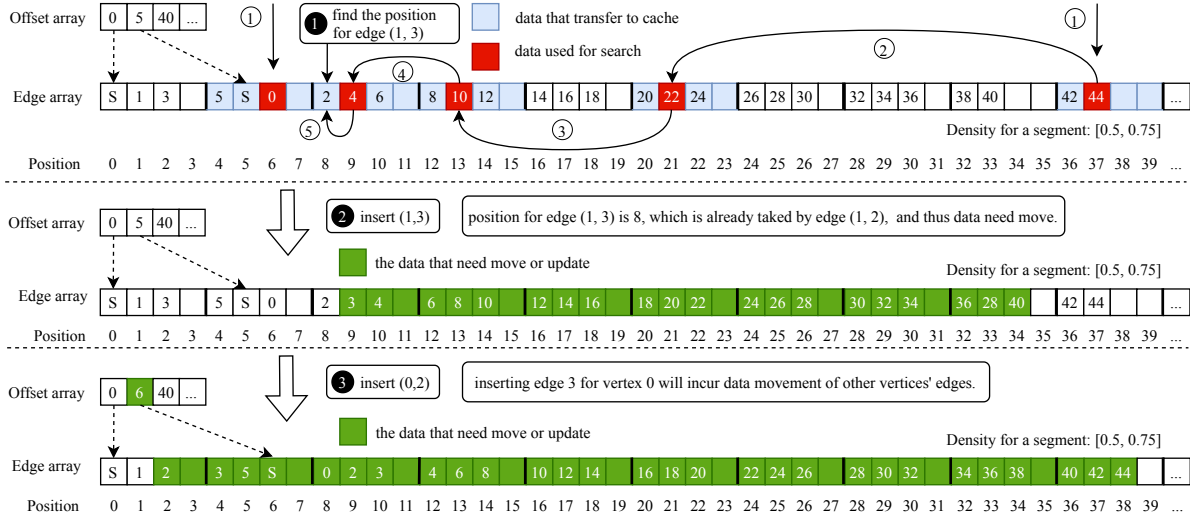 Offset array 0 5 40 ...
① ❶ find the position
for edge (1, 3)
data that transfer to cache
data used for search
① ② ④
Edge array S 1 3 5 S 0 2 4 6 8 10 12 14 16 18 20 22 24 26 28 30 32 34 36 38 40 42 44 ...
⑤ ③
Density for a segment: [0.5, 0.75]
Position 0 1 2 3 4 5 6 7 8 9 10 11 12 13 14 15 16 17 18 19 20 21 22 23 24 25 26 27 28 29 30 31 32 33 34 35 36 37 38 39 ...
Offset array 0 5 40 ...
❷ insert (1,3)
position for edge (1, 3) is 8, which is already taked by edge (1, 2), and thus data need move.
the data that need move or update
Density for a segment: [0.5, 0.75]
Edge array S 1 3 5 S 0 2 3 4 6 8 10 12 14 16 18 20 22 24 26 28 30 32 34 36 28 40 42 44 ...
Position 0 1 2 3 4 5 6 7 8 9 10 11 12 13 14 15 16 17 18 19 20 21 22 23 24 25 26 27 28 29 30 31 32 33 34 35 36 37 38 39 ...
Offset array 0 6 40 ...
❸ insert (0,2)
inserting edge 3 for vertex 0 will incur data movement of other vertices' edges.
the data that need move or update
Density for a segment: [0.5, 0.75]
Edge array S 1 2 3 5 S 0 2 3 4 6 8 10 12 14 16 18 20 22 24 26 28 30 32 34 36 38 40 42 44 ...
Position 0 1 2 3 4 5 6 7 8 9 10 11 12 13 14 15 16 17 18 19 20 21 22 23 24 25 26 27 28 29 30 31 32 33 34 35 36 37 38 39 ...